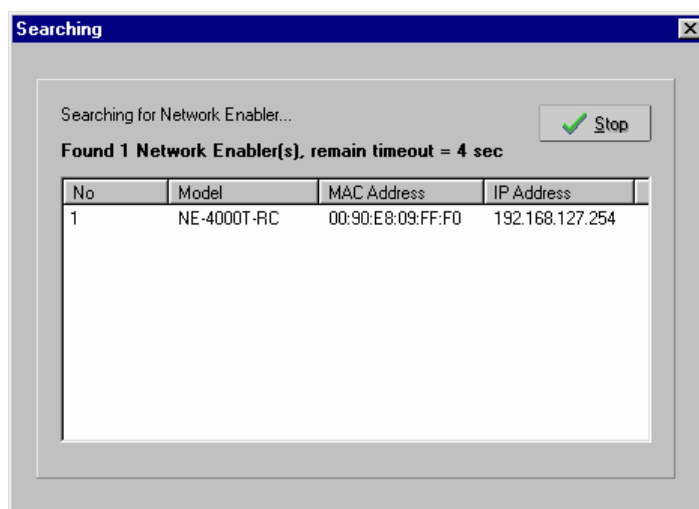 Searching
Searching for Network Enabler...
Stop
Found 1 Network Enabler(s), remain timeout = 4 sec
No Model MAC Address IP Address
1 NE-4000T-RC 00:90:E8:09:FF:F0 192.168.127.254